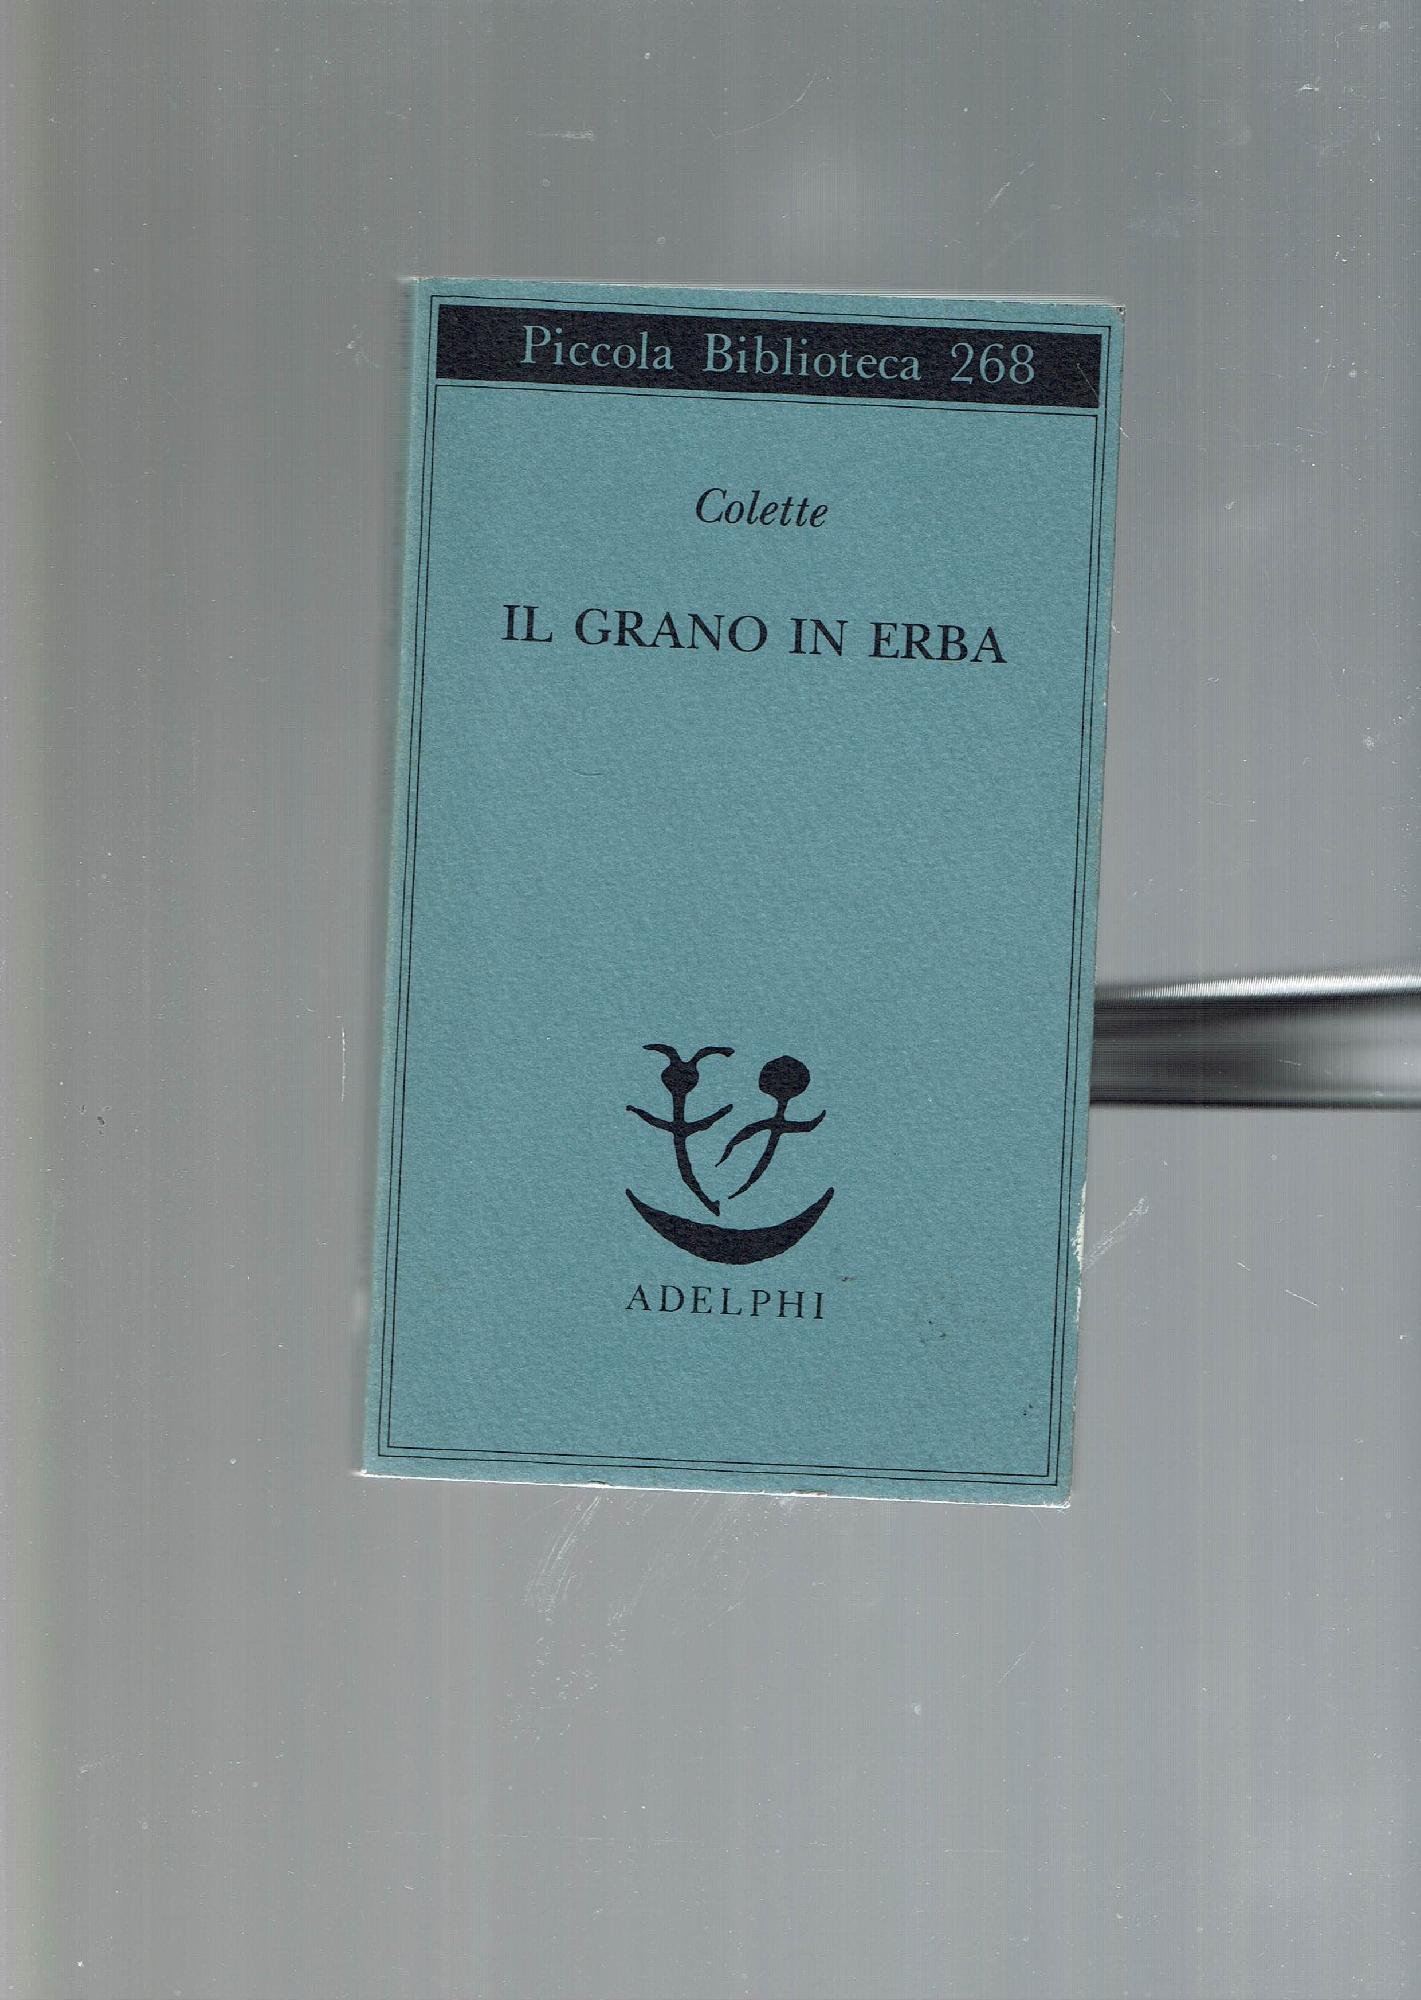 Piccola Biblioteca 268
Colette
IL GRANO IN ERBA
ADELPHI